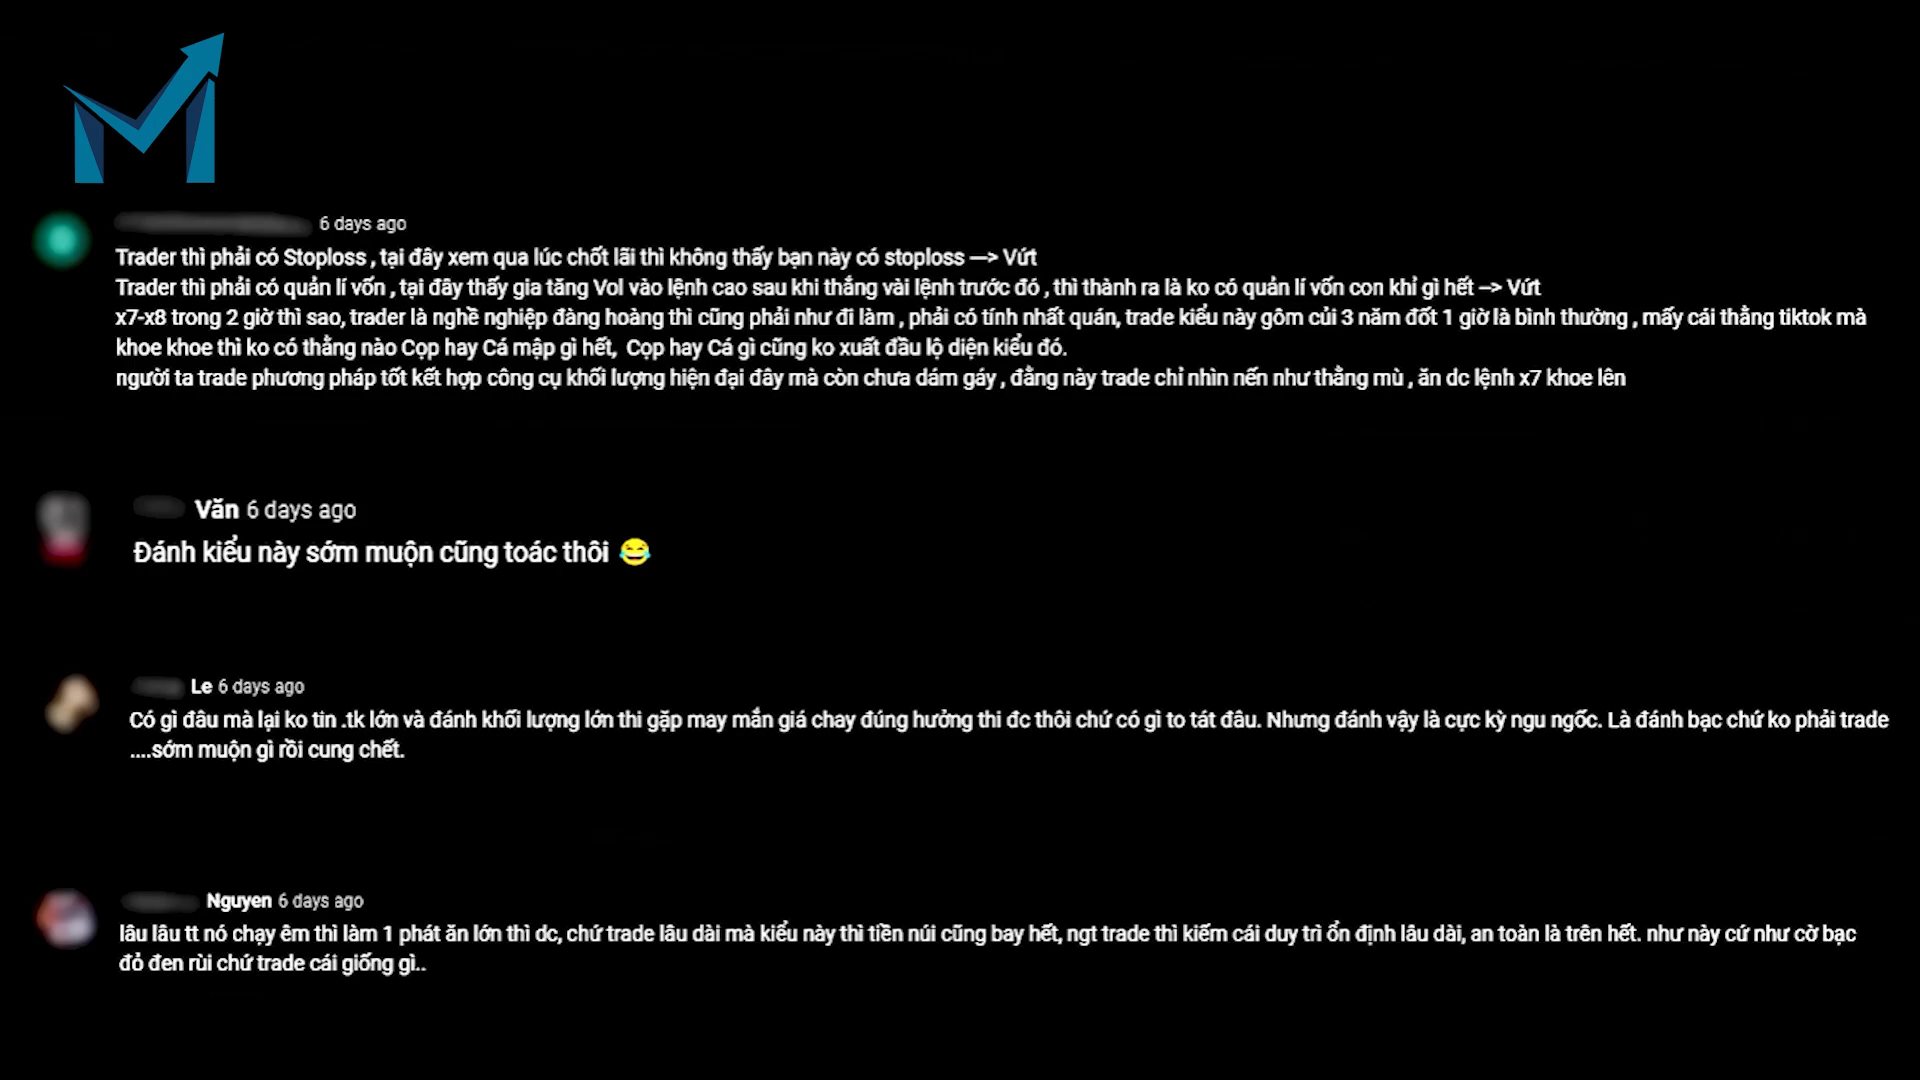 6 days ago
Trader thì phải có Stoploss , tại đây xem qua lúc chốt lãi thì không thấy bạn này có stoploss —> Vứt
Trader thì phải có quản lí vốn , tại đây thấy gia tăng Vol vào lệnh cao sau khi thắng vài lệnh trước đó , thì thành ra là ko có quản lí vốn con khỉ gì hết –> Vứt
x7-x8 trong 2 giờ thì sao, trader là nghề nghiệp đàng hoàng thì cũng phải như đi làm , phải có tính nhất quán, trade kiểu này gôm củi 3 năm đốt 1 giờ là bình thường , mấy cái thằng tiktok mà
khoe khoe thì ko có thằng nào Cọp hay Cá mập gì hết, Cọp hay Cá gì cũng ko xuất đầu lộ diện kiểu đó.
người ta trade phương pháp tốt kết hợp công cụ khối lượng hiện đại đây mà còn chưa dám gáy , đằng này trade chỉ nhìn nến như thằng mù , ăn dc lệnh x7 khoe lên
Văn 6 days ago
Đánh kiểu này sớm muộn cũng toác thôi 😂
Le 6 days ago
Có gì đâu mà lại ko tin .tk lớn và đánh khối lượng lớn thi gặp may mắn giá chay đúng hưởng thi đc thôi chứ có gì to tát đâu. Nhưng đánh vậy là cực kỳ ngu ngốc. Là đánh bạc chứ ko phải trade
....sớm muộn gì rồi cung chết.
Nguyen 6 days ago
lâu lâu tt nó chạy êm thì làm 1 phát ăn lớn thì dc, chứ trade lâu dài mà kiểu này thì tiền núi cũng bay hết, ngt trade thì kiếm cái duy trì ổn định lâu dài, an toàn là trên hết. như này cứ như cờ bạc
đỏ đen rùi chứ trade cái giống gì..